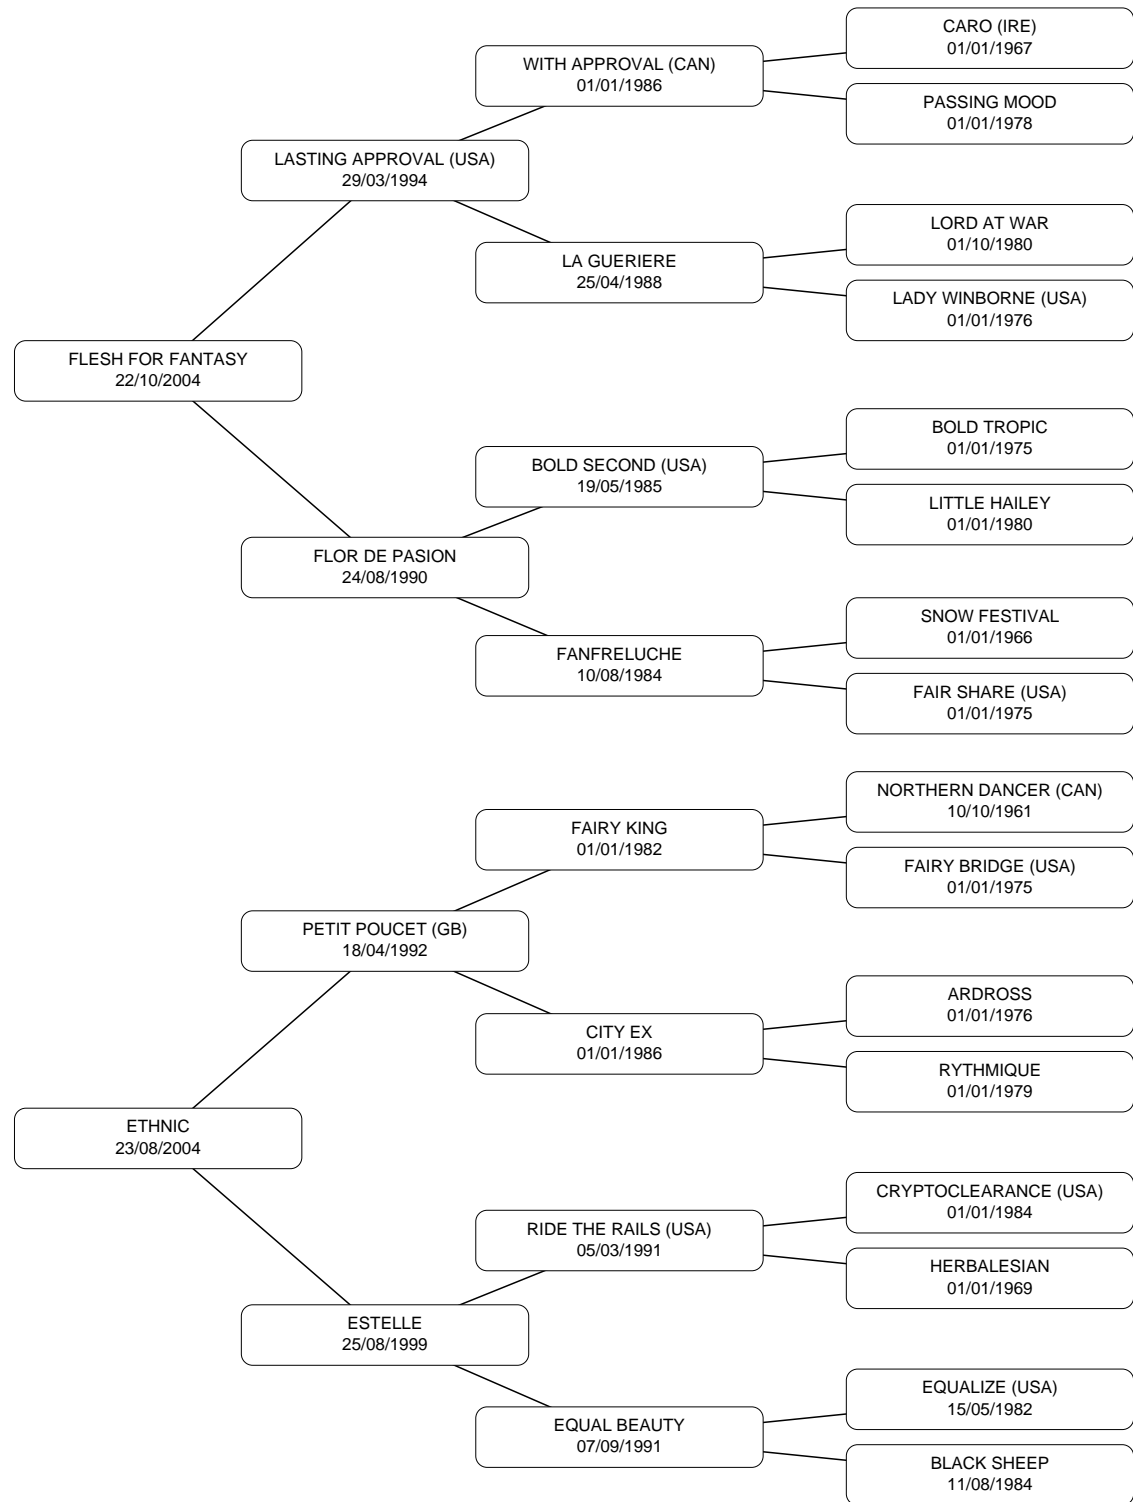 CARO (IRE)
01/01/1967
WITH APPROVAL (CAN)
01/01/1986
PASSING MOOD
01/01/1978
LASTING APPROVAL (USA)
29/03/1994
LORD AT WAR
01/10/1980
LA GUERIERE
25/04/1988
LADY WINBORNE (USA)
01/01/1976
FLESH FOR FANTASY
22/10/2004
BOLD TROPIC
01/01/1975
BOLD SECOND (USA)
19/05/1985
LITTLE HAILEY
01/01/1980
FLOR DE PASION
24/08/1990
SNOW FESTIVAL
01/01/1966
FANFRELUCHE
10/08/1984
FAIR SHARE (USA)
01/01/1975
NORTHERN DANCER (CAN)
10/10/1961
FAIRY KING
01/01/1982
FAIRY BRIDGE (USA)
01/01/1975
PETIT POUCET (GB)
18/04/1992
ARDROSS
01/01/1976
CITY EX
01/01/1986
RYTHMIQUE
01/01/1979
ETHNIC
23/08/2004
CRYPTOCLEARANCE (USA)
01/01/1984
RIDE THE RAILS (USA)
05/03/1991
HERBALESIAN
01/01/1969
ESTELLE
25/08/1999
EQUALIZE (USA)
15/05/1982
EQUAL BEAUTY
07/09/1991
BLACK SHEEP
11/08/1984